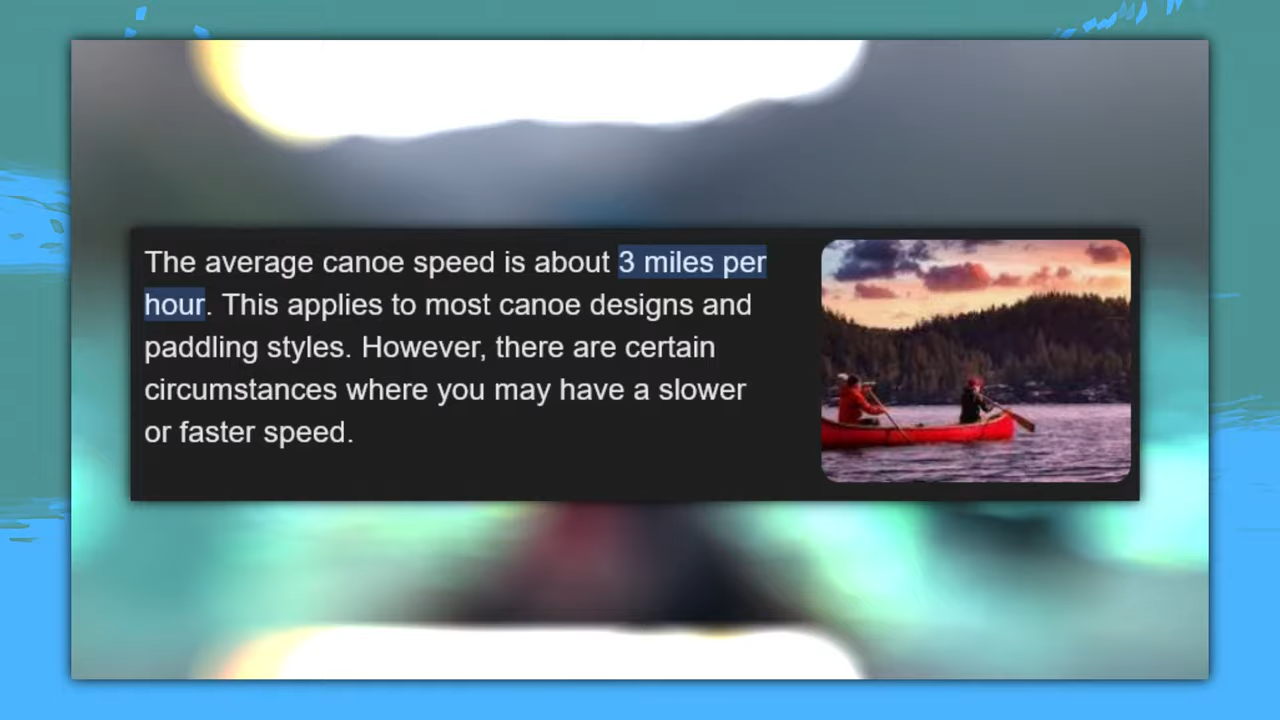 The average canoe speed is about 3 miles per
hour. This applies to most canoe designs and
paddling styles. However, there are certain
circumstances where you may have a slower
or faster speed.